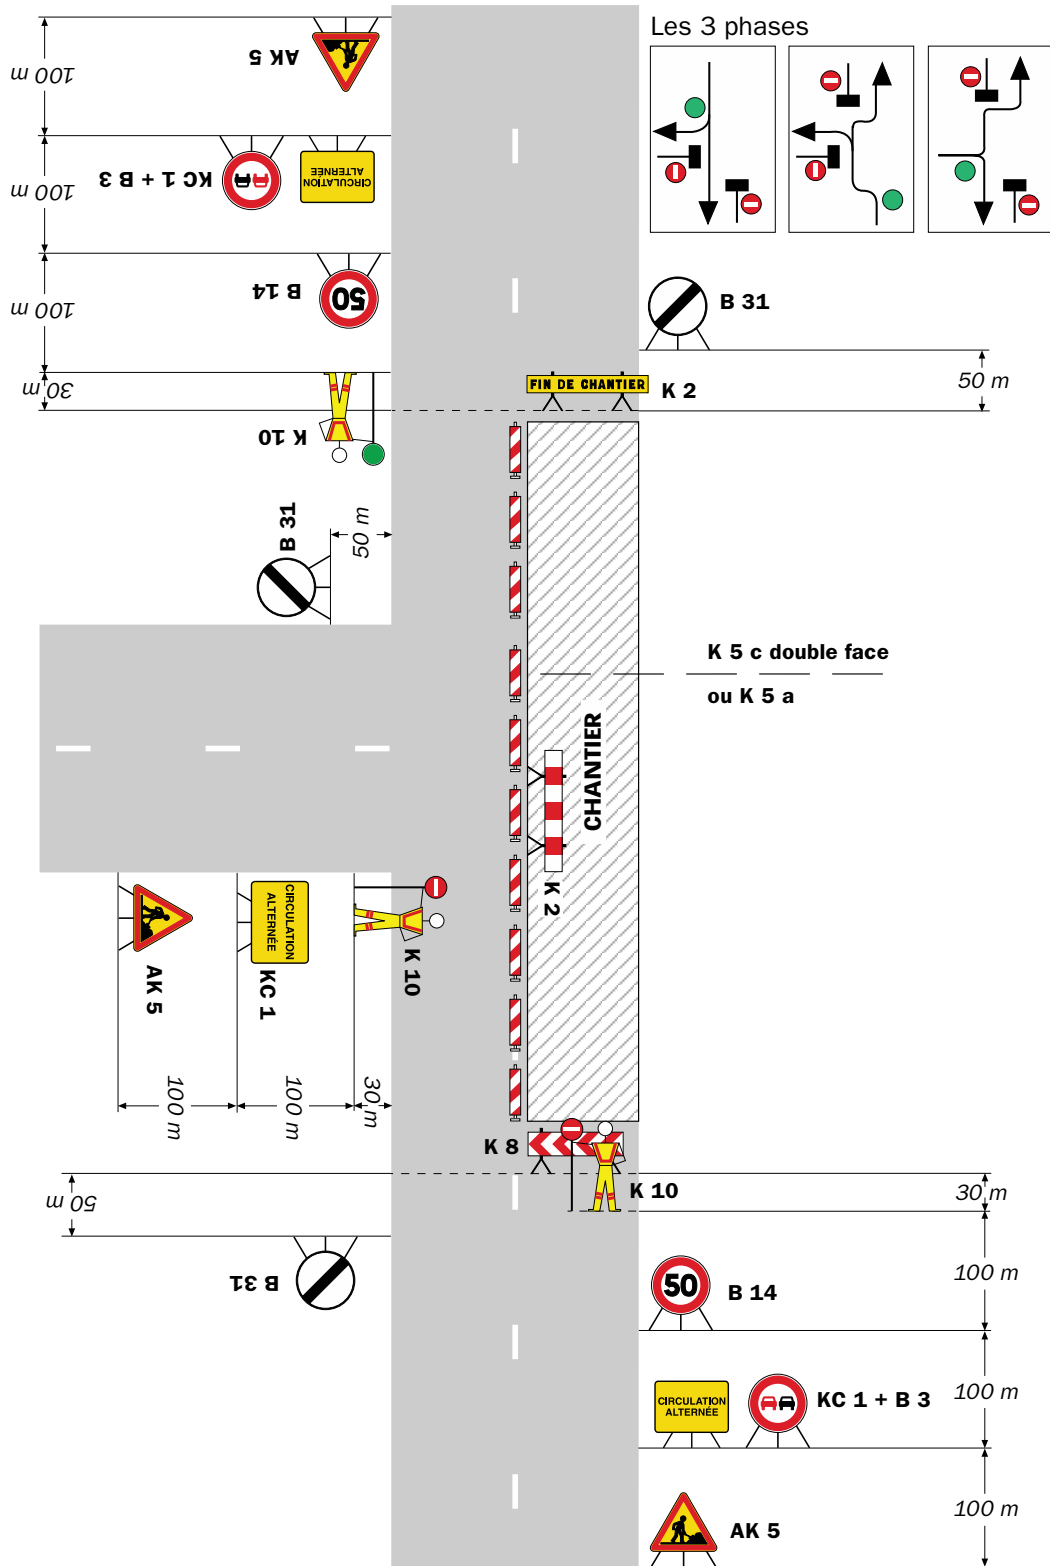 Les 3 phases
AK 5
100 m
KC 1 + B 3
CIRCULATION
ALTERNÉE
100 m
B 14
50
100 m
B 31
50 m
FIN DE CHANTIER
K 2
30 m
K 10
B 31
50 m
K 5 c double face
ou K 5 a
CHANTIER
K 2
AK 5
CIRCULATION
ALTERNÉE
KC 1
K 10
100 m
100 m
30 m
K 8
K 10
30 m
50 m
B 31
50
B 14
100 m
CIRCULATION
ALTERNÉE
KC 1 + B 3
100 m
AK 5
100 m